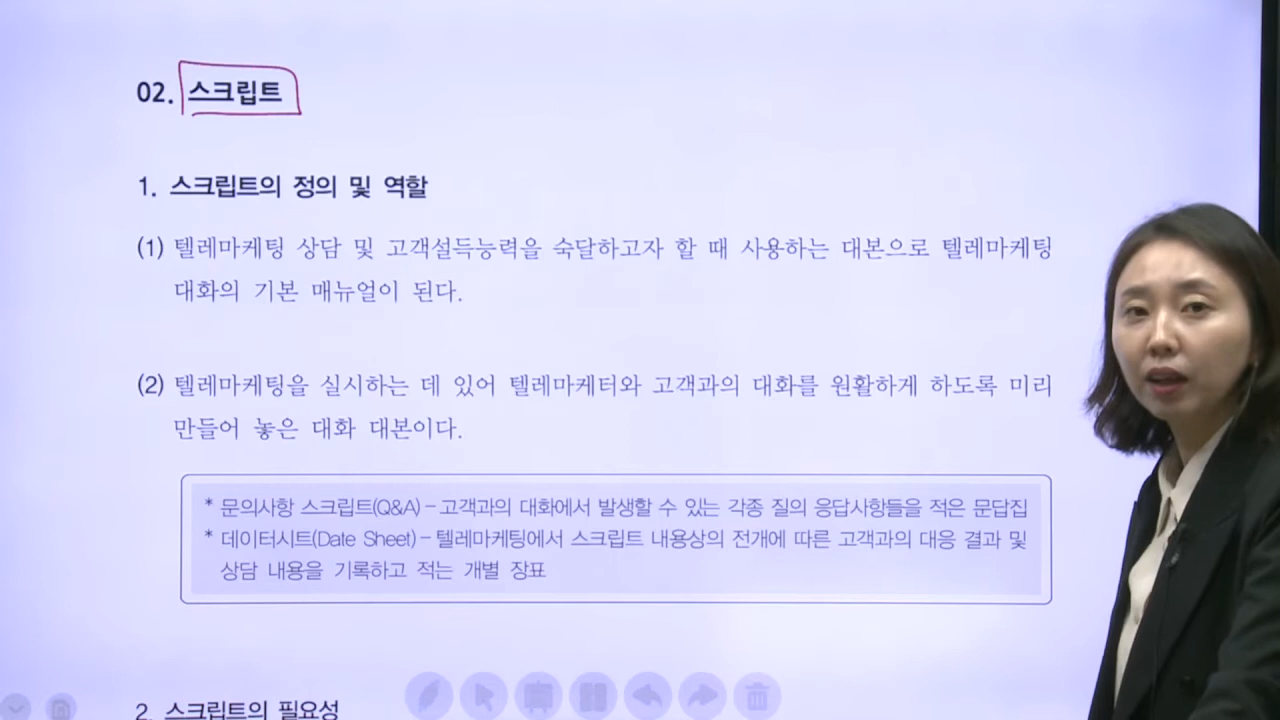 02. 스크립트
1. 스크립트의 정의 및 역할
(1) 텔레마케팅 상담 및 고객설득능력을 숙달하고자 할 때 사용하는 대본으로 텔레마케팅
대화의 기본 매뉴얼이 된다.
(2) 텔레마케팅을 실시하는 데 있어 텔레마케터와 고객과의 대화를 원활하게 하도록 미리
만들어 놓은 대화 대본이다.
* 문의사항 스크립트(Q&A) – 고객과의 대화에서 발생할 수 있는 각종 질의 응답사항들을 적은 문답집
* 데이터시트(Date Sheet) – 텔레마케팅에서 스크립트 내용상의 전개에 따른 고객과의 대응 결과 및
상담 내용을 기록하고 적는 개별 장표
2. 스크립트의 필요성